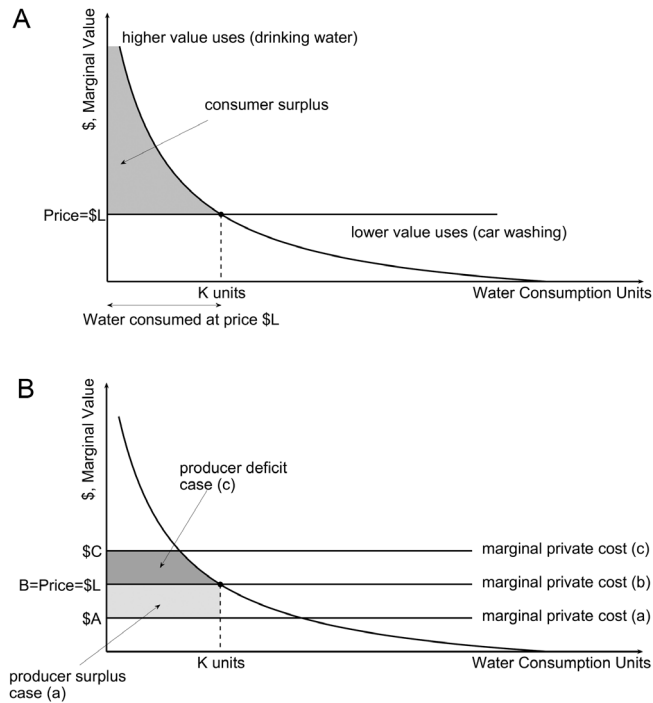 A
$, Marginal Value
higher value uses (drinking water)
consumer surplus
Price=$L
lower value uses (car washing)
K units
Water Consumption Units
Water consumed at price $L
B
$, Marginal Value
producer deficit
case (c)
$C
marginal private cost (c)
B=Price=$L
marginal private cost (b)
$A
marginal private cost (a)
K units
Water Consumption Units
producer surplus
case (a)